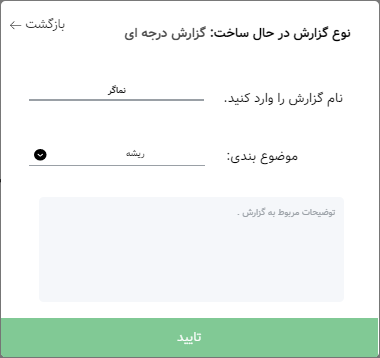 بازگشت
نوع گزارش در حال ساخت: گزارش درجه ای
نام گزارش را وارد کنید.
نماگر
موضوع بندی:
ریشه
توضیحات مربوط به گزارش .
تایید